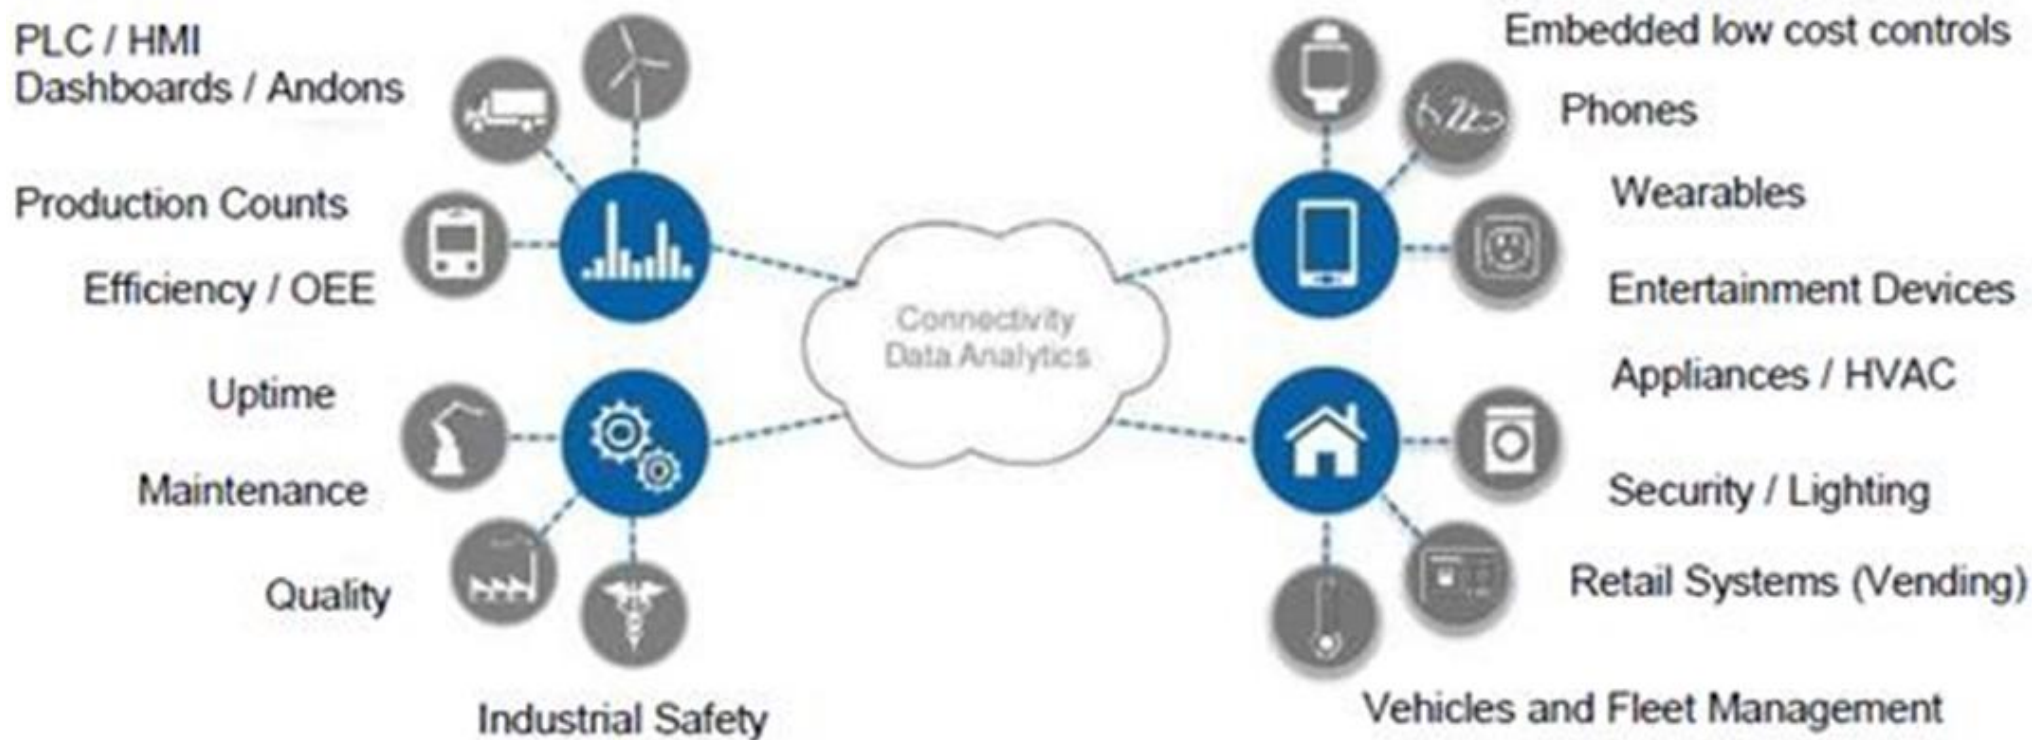 PLC / HMI
Dashboards / Andons
Production Counts
Efficiency / OEE
Uptime
Maintenance
Quality
Industrial Safety
Connectivity
Data Analytics
Embedded low cost controls
Phones
Wearables
Entertainment Devices
Appliances / HVAC
Security / Lighting
Retail Systems (Vending)
Vehicles and Fleet Management